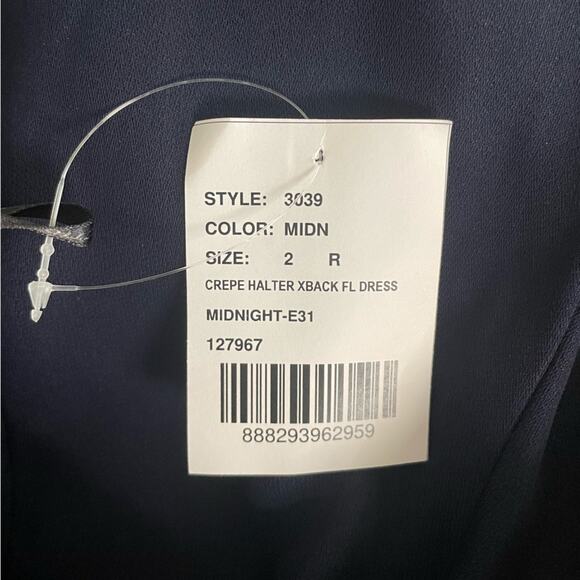 STYLE: 3039
COLOR: MIDN
SIZE: 2 R
CREPE HALTER XBACK FL DRESS
MIDNIGHT-E31
127967
888293962959